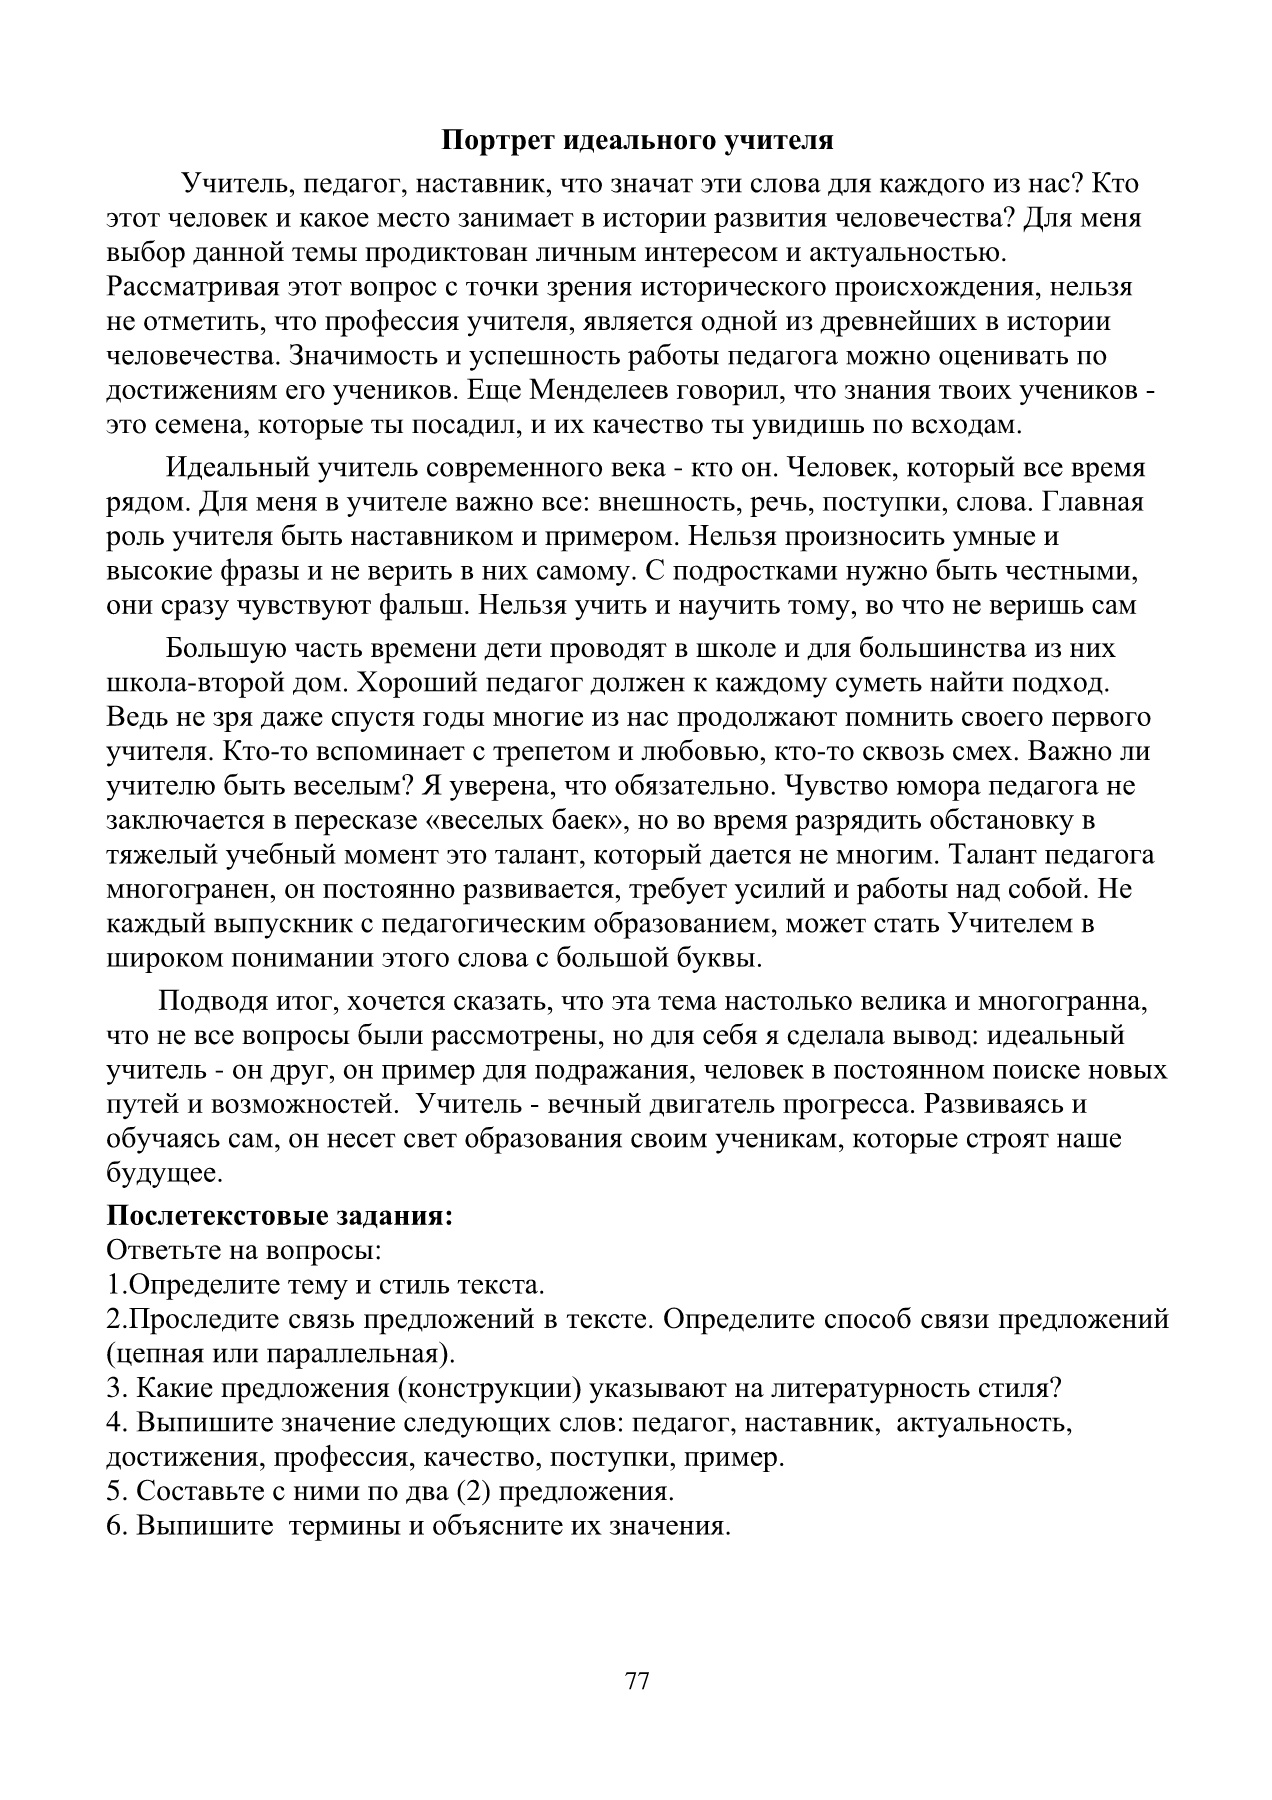 Портрет идеального учителя
Учитель, педагог, наставник, что значат эти слова для каждого из нас? Кто
этот человек и какое место занимает в истории развития человечества? Для меня
выбор данной темы продиктован личным интересом и актуальностью.
Рассматривая этот вопрос с точки зрения исторического происхождения, нельзя
не отметить, что профессия учителя, является одной из древнейших в истории
человечества. Значимость и успешность работы педагога можно оценивать по
достижениям его учеников. Еще Менделеев говорил, что знания твоих учеников -
это семена, которые ты посадил, и их качество ты увидишь по всходам.
Идеальный учитель современного века - кто он. Человек, который все время
рядом. Для меня в учителе важно все: внешность, речь, поступки, слова. Главная
роль учителя быть наставником и примером. Нельзя произносить умные и
высокие фразы и не верить в них самому. С подростками нужно быть честными,
они сразу чувствуют фальш. Нельзя учить и научить тому, во что не веришь сам
Большую часть времени дети проводят в школе и для большинства из них
школа-второй дом. Хороший педагог должен к каждому суметь найти подход.
Ведь не зря даже спустя годы многие из нас продолжают помнить своего первого
учителя. Кто-то вспоминает с трепетом и любовью, кто-то сквозь смех. Важно ли
учителю быть веселым? Я уверена, что обязательно. Чувство юмора педагога не
заключается в пересказе «веселых баек», но во время разрядить обстановку в
тяжелый учебный момент это талант, который дается не многим. Талант педагога
многогранен, он постоянно развивается, требует усилий и работы над собой. Не
каждый выпускник с педагогическим образованием, может стать Учителем в
широком понимании этого слова с большой буквы.
Подводя итог, хочется сказать, что эта тема настолько велика и многогранна,
что не все вопросы были рассмотрены, но для себя я сделала вывод: идеальный
учитель - он друг, он пример для подражания, человек в постоянном поиске новых
путей и возможностей.  Учитель - вечный двигатель прогресса. Развиваясь и
обучаясь сам, он несет свет образования своим ученикам, которые строят наше
будущее.
Послетекстовые задания:
Ответьте на вопросы:
1.Определите тему и стиль текста.
2.Проследите связь предложений в тексте. Определите способ связи предложений
(цепная или параллельная).
3. Какие предложения (конструкции) указывают на литературность стиля?
4. Выпишите значение следующих слов: педагог, наставник,  актуальность,
достижения, профессия, качество, поступки, пример.
5. Составьте с ними по два (2) предложения.
6. Выпишите  термины и объясните их значения.
77